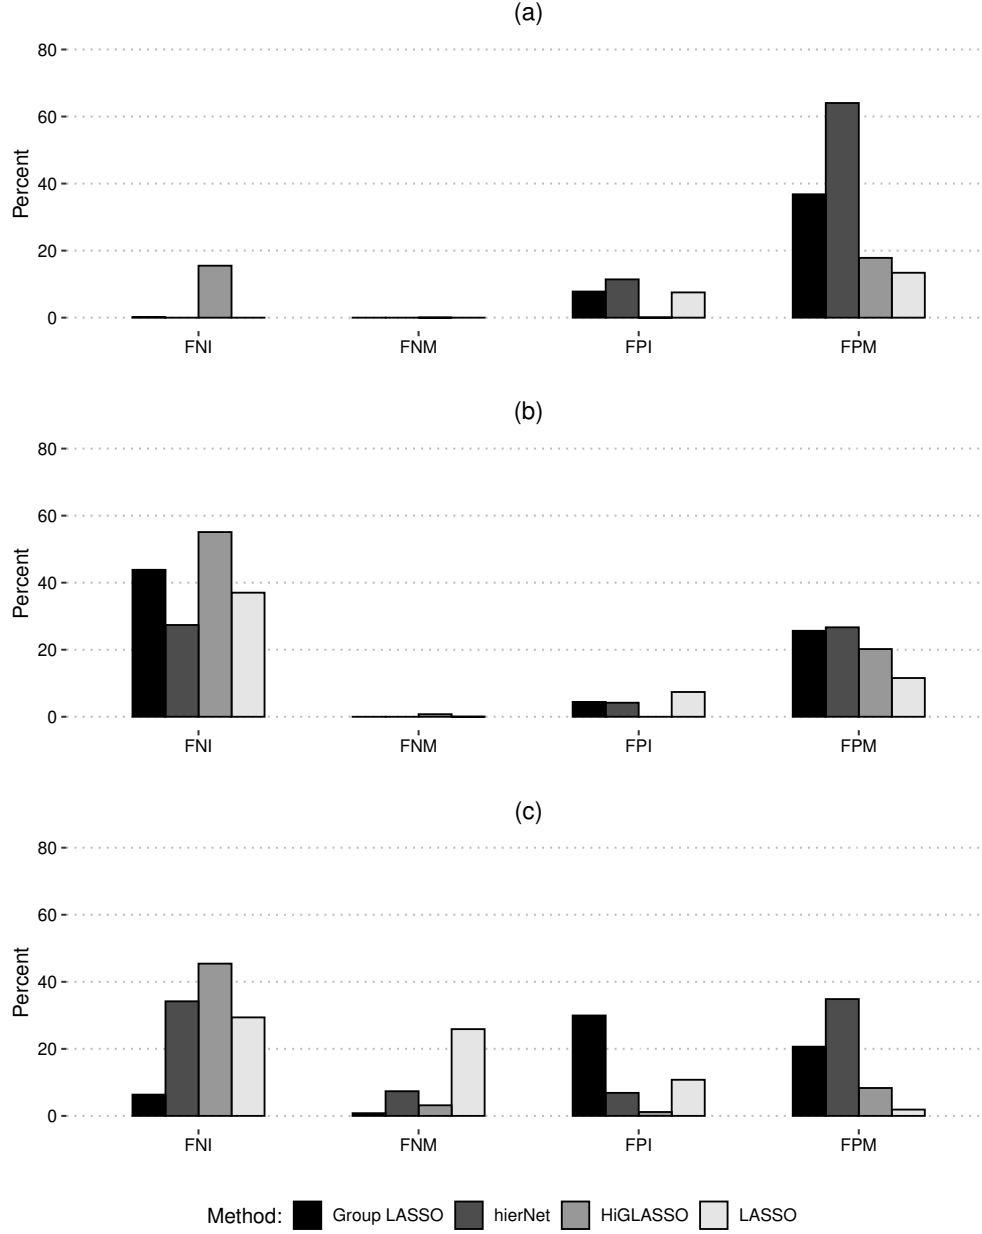 (a)
Percent
80
60
40
20
0
FNI FNM FPI FPM
(b)
Percent
80
60
40
20
0
FNI FNM FPI FPM
(c)
Percent
80
60
40
20
0
FNI FNM FPI FPM
Method: Group LASSO hierNet HiGLASSO LASSO